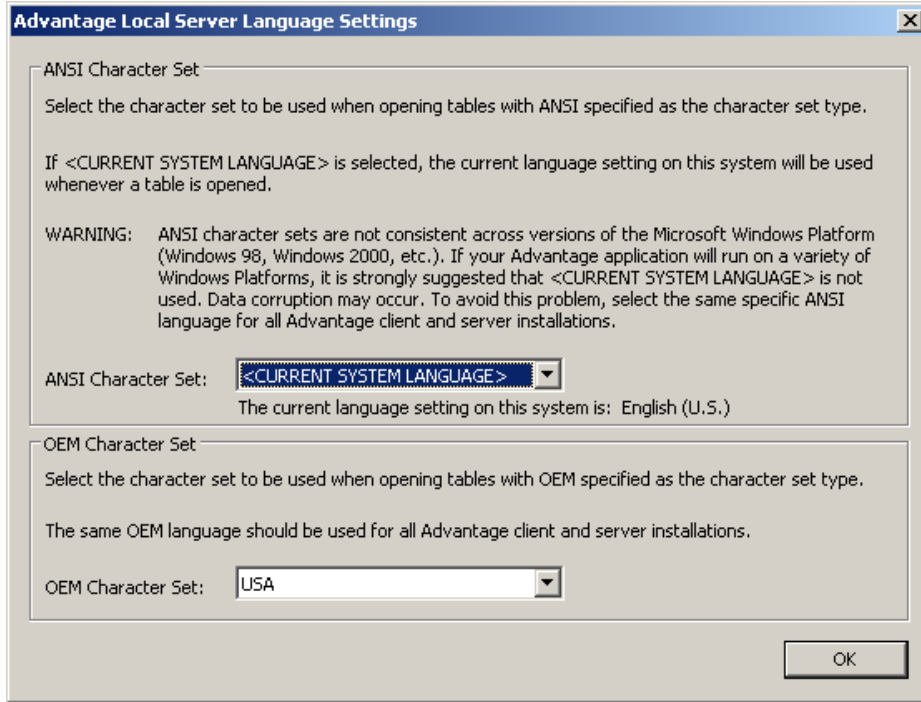 Advantage Local Server Language Settings
ANSI Character Set
Select the character set to be used when opening tables with ANSI specified as the character set type.
If <CURRENT SYSTEM LANGUAGE> is selected, the current language setting on this system will be used
whenever a table is opened.
WARNING: ANSI character sets are not consistent across versions of the Microsoft Windows Platform
(Windows 98, Windows 2000, etc.). If your Advantage application will run on a variety of
Windows Platforms, it is strongly suggested that <CURRENT SYSTEM LANGUAGE> is not
used. Data corruption may occur. To avoid this problem, select the same specific ANSI
language for all Advantage client and server installations.
ANSI Character Set: <CURRENT SYSTEM LANGUAGE>
The current language setting on this system is: English (U.S.)
OEM Character Set
Select the character set to be used when opening tables with OEM specified as the character set type.
The same OEM language should be used for all Advantage client and server installations.
OEM Character Set: USA
OK